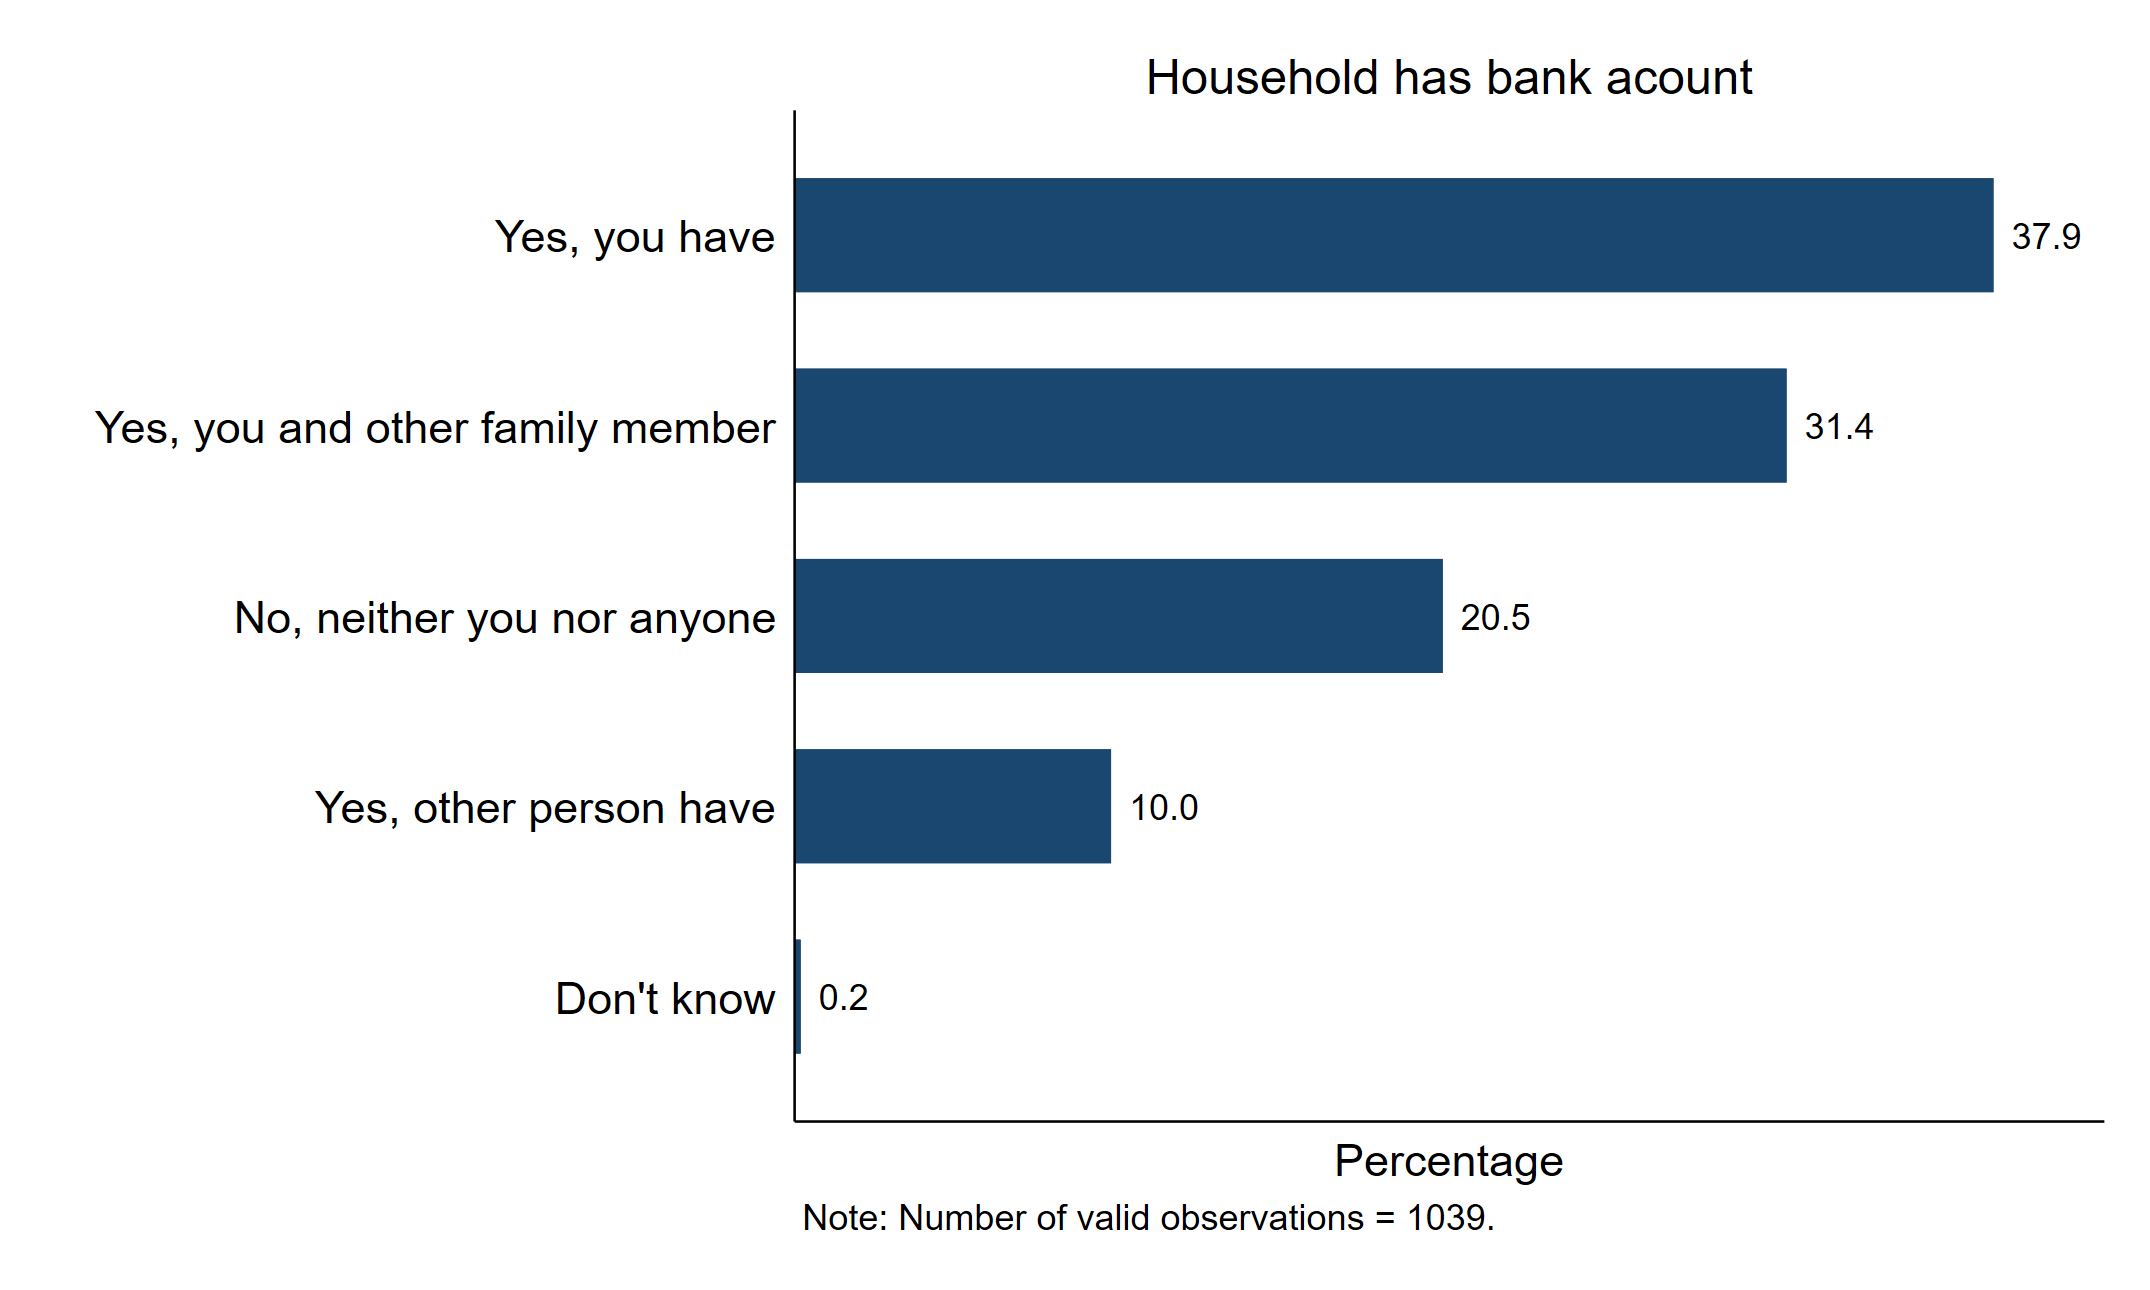 Household has bank acount
Yes, you have 37.9
Yes, you and other family member 31.4
No, neither you nor anyone 20.5
Yes, other person have 10.0
Don't know 0.2
Percentage
Note: Number of valid observations = 1039.